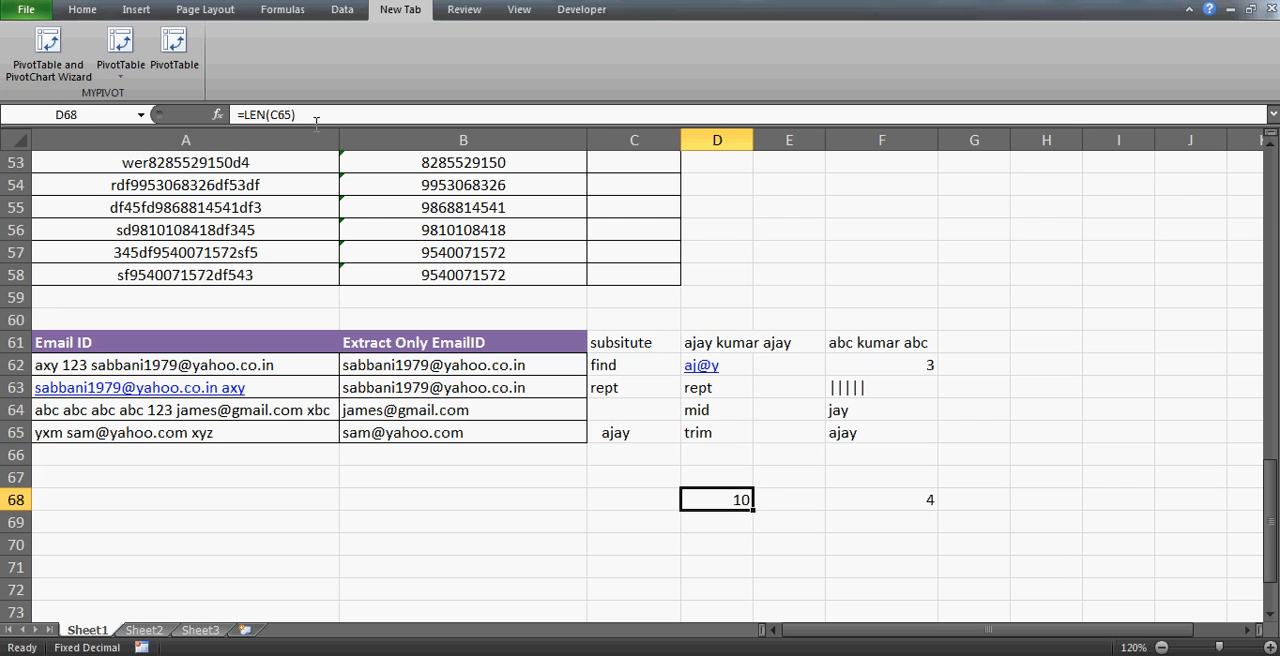 File Home Insert Page Layout Formulas Data New Tab Review View Developer
PivotTable and PivotChart Wizard PivotTable PivotTable
MYPIVOT
D68 fx =LEN(C65)
A B C D E F G H I J
53 wer8285529150d4 8285529150
54 rdf9953068326df53df 9953068326
55 df45fd9868814541df3 9868814541
56 sd9810108418df345 9810108418
57 345df9540071572sf5 9540071572
58 sf9540071572df543 9540071572
59
60
61 Email ID Extract Only EmailID subsitute ajay kumar ajay abc kumar abc
62 axy 123 sabbani1979@yahoo.co.in sabbani1979@yahoo.co.in find aj@y 3
63 sabbani1979@yahoo.co.in axy sabbani1979@yahoo.co.in rept rept |||||
64 abc abc abc abc 123 james@gmail.com xbc james@gmail.com mid jay
65 yxm sam@yahoo.com xyz sam@yahoo.com ajay trim ajay
66
67
68 10 4
69
70
71
72
73
Sheet1 Sheet2 Sheet3
Ready Fixed Decimal 120%